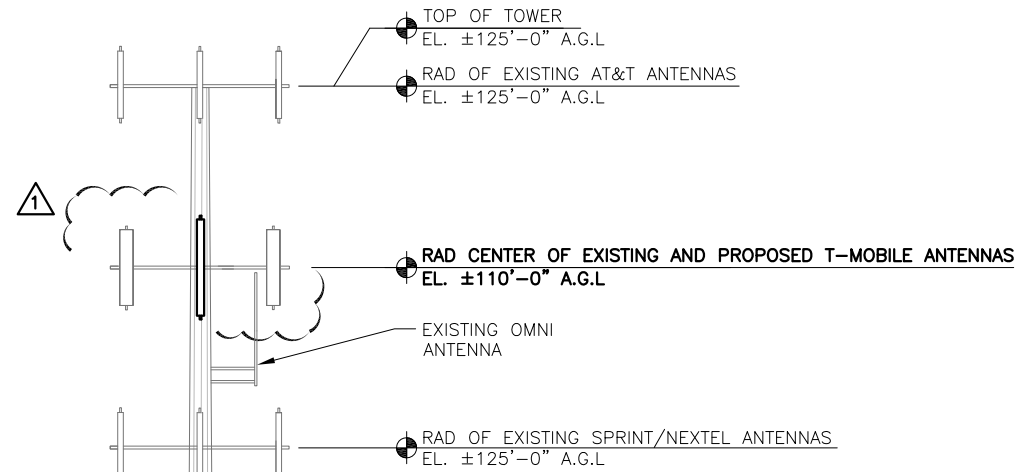 TOP OF TOWER
EL. ±125'-0" A.G.L
RAD OF EXISTING AT&T ANTENNAS
EL. ±125'-0" A.G.L
1
RAD CENTER OF EXISTING AND PROPOSED T-MOBILE ANTENNAS
EL. ±110'-0" A.G.L
EXISTING OMNI
ANTENNA
RAD OF EXISTING SPRINT/NEXTEL ANTENNAS
EL. ±125'-0" A.G.L